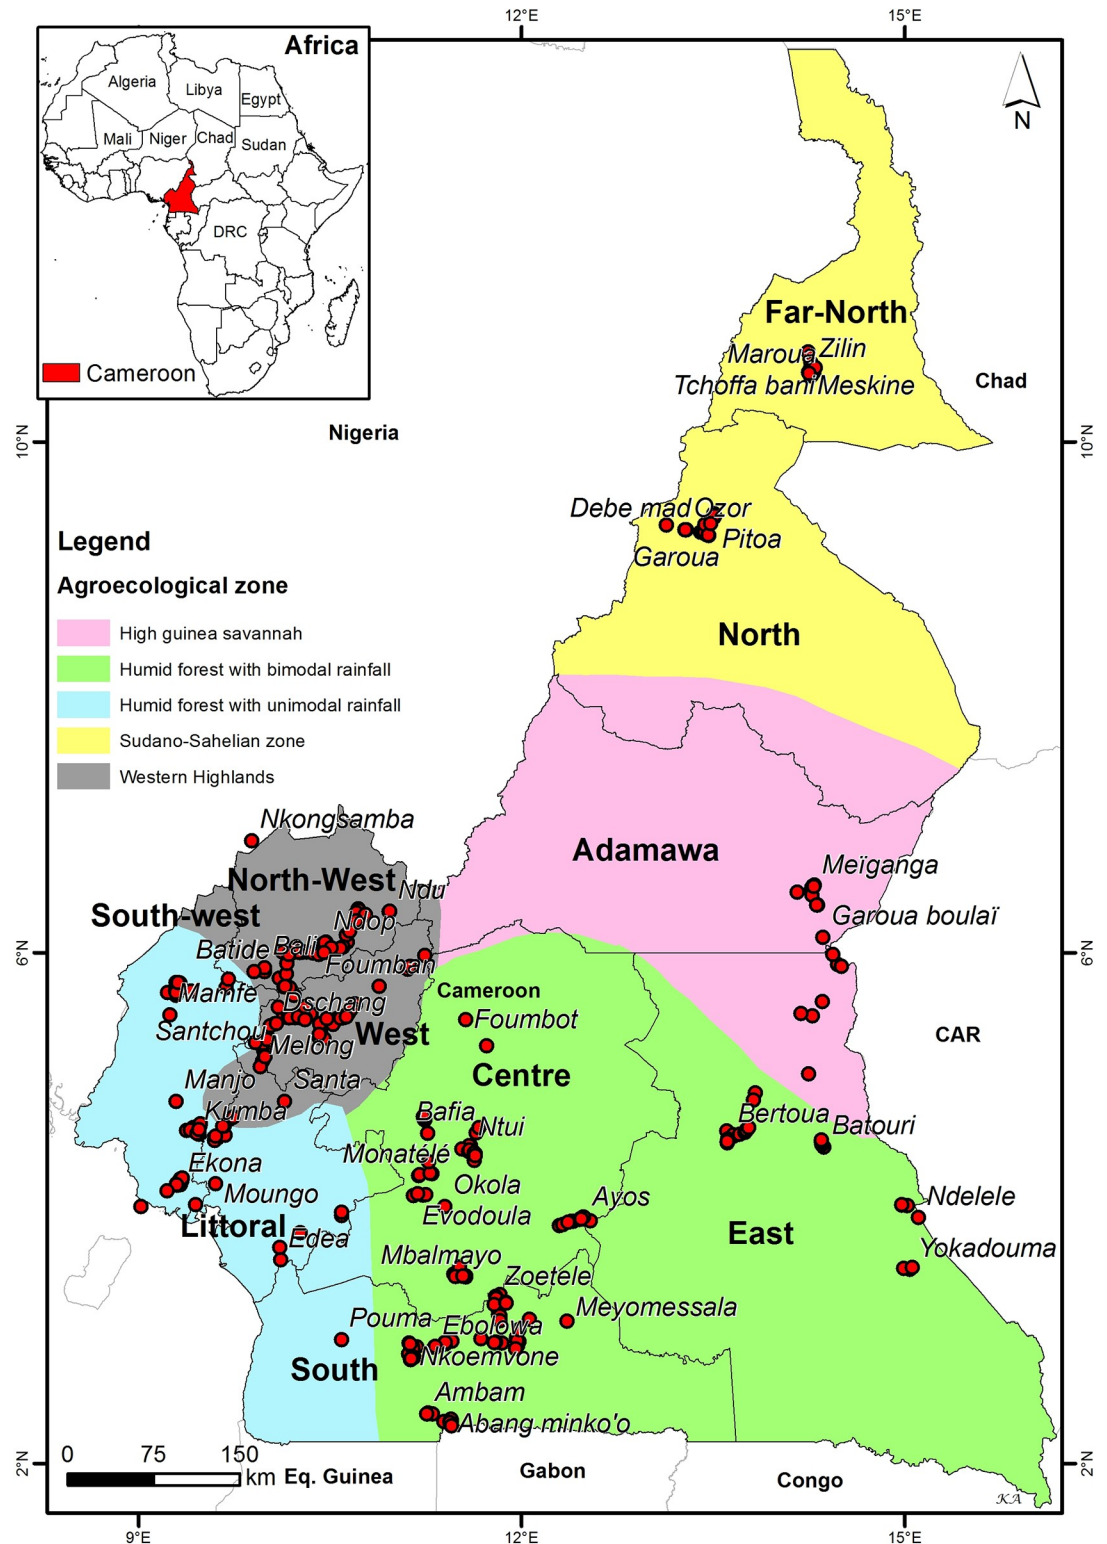 12°E
15°E
Africa
Algeria
Libya
Egypt
Mali
Niger
Chad
Sudan
DRC
Cameroon
N
Far-North
Maroua
Zilin
Tchoffa bani
Meskine
Chad
10°N
Nigeria
10°N
Debe mad
Ozor
Pitoa
Garoua
North
Legend
Agroecological zone
High guinea savannah
Humid forest with bimodal rainfall
Humid forest with unimodal rainfall
Sudano-Sahelian zone
Western Highlands
Nkongsamba
Adamawa
Meïganga
North-West
Ndu
South-west
Ndop
Garoua boulaï
Batide
Bali
6°N
Foumban
6°N
Mamfe
Dschang
Cameroon
Foumbot
Santchou
West
CAR
Melong
Centre
Manjo
Santa
Kumba
Bafia
Ntui
Bertoua
Batouri
Monatélé
Ekona
Okola
Moungo
Ayos
Ndelele
Littoral
Evodoula
Edea
East
Yokadouma
Mbalmayo
Zoetele
Pouma
Ebolowa
Meyomessala
South
Nkoemvone
Ambam
Abang minko'o
0 75 150
km
Eq. Guinea
Gabon
Congo
2°N
2°N
KA
9°E
12°E
15°E